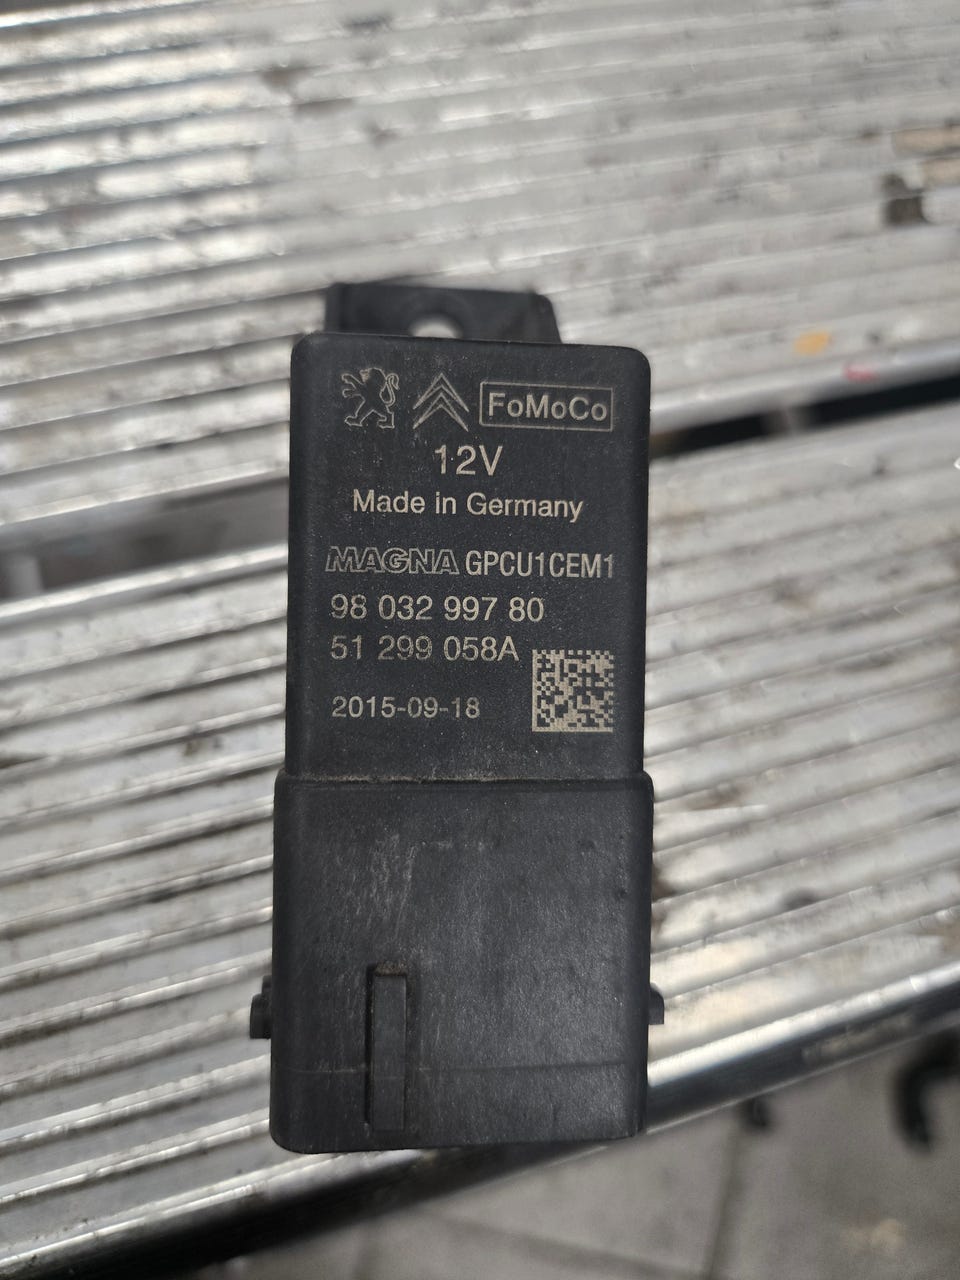 FoMoCo
12V
Made in Germany
MAGNA GPCU1CEM1
98 032 997 80
51 299 058A
2015-09-18